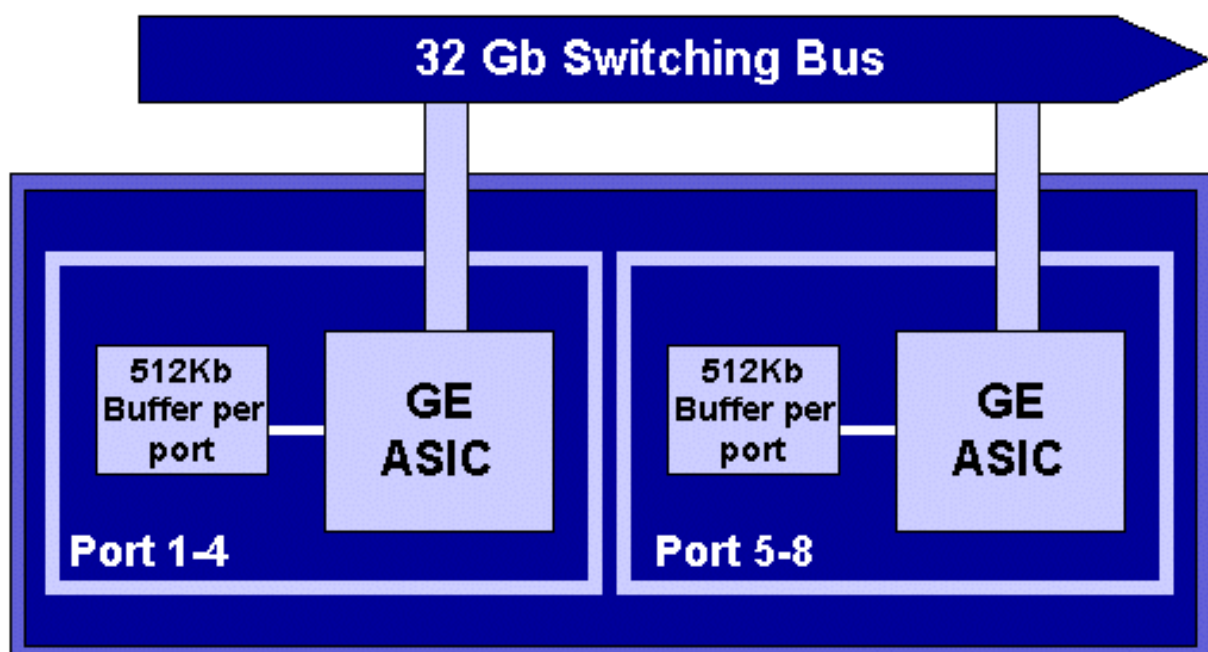 32 Gb Switching Bus
512Kb
Buffer per
port
GE
ASIC
Port 1-4
512Kb
Buffer per
port
GE
ASIC
Port 5-8